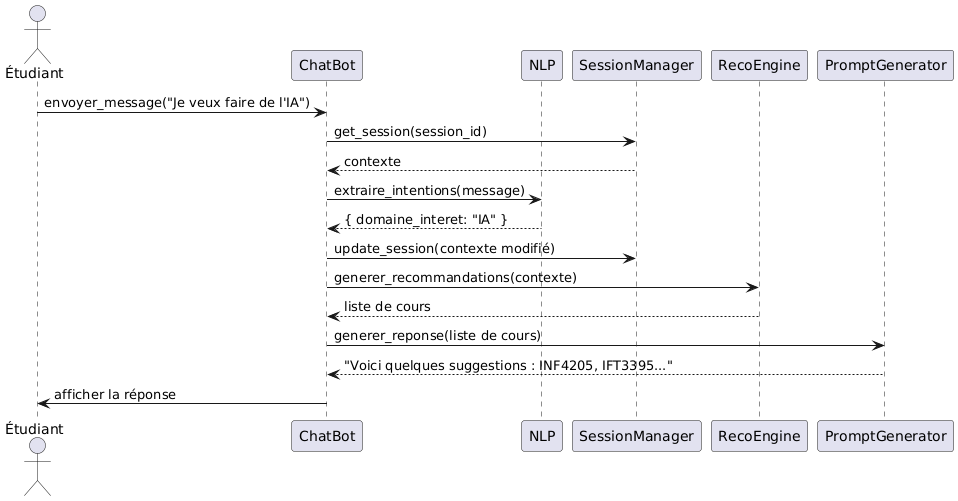 Étudiant
ChatBot
NLP
SessionManager
RecoEngine
PromptGenerator
envoyer_message("Je veux faire de l'IA")
get_session(session_id)
contexte
extraire_intentions(message)
{ domaine_interet: "IA" }
update_session(contexte modifié)
generer_recommandations(contexte)
liste de cours
generer_reponse(liste de cours)
"Voici quelques suggestions : INF4205, IFT3395..."
afficher la réponse
Étudiant
ChatBot
NLP
SessionManager
RecoEngine
PromptGenerator